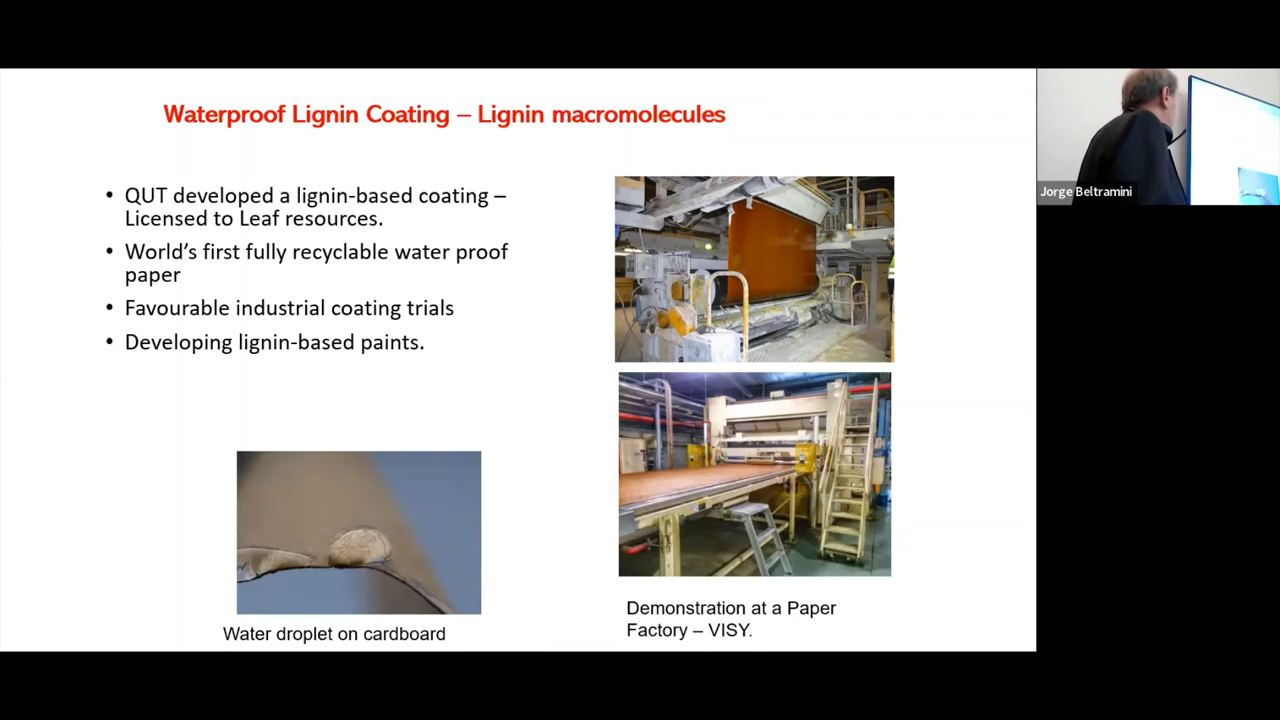 Waterproof Lignin Coating – Lignin macromolecules
• QUT developed a lignin-based coating –
Licensed to Leaf resources.
• World’s first fully recyclable water proof
paper
• Favourable industrial coating trials
• Developing lignin-based paints.
Water droplet on cardboard
Demonstration at a Paper
Factory – VISY.
Jorge Beltramini